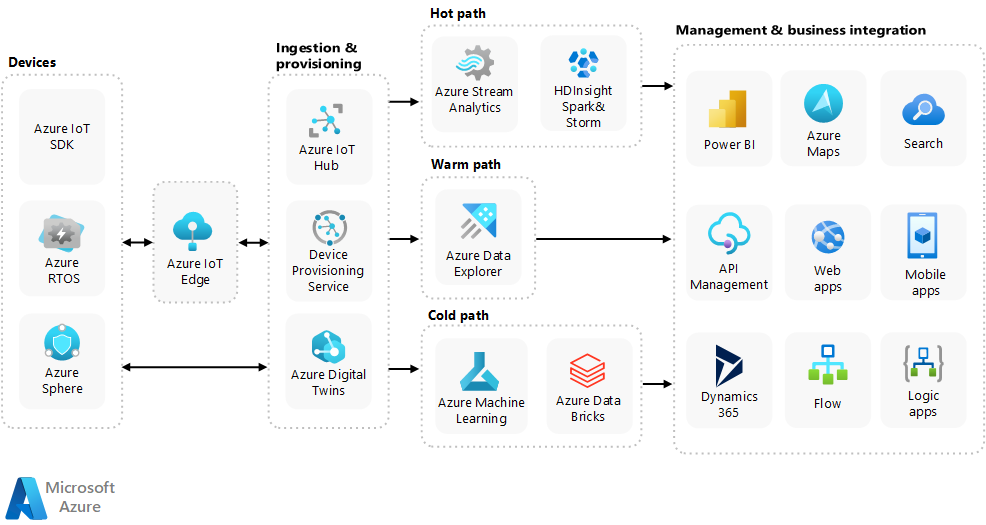 Devices
Azure IoT
SDK
Azure
RTOS
Azure
Sphere
Azure IoT
Edge
Ingestion &
provisioning
Azure IoT
Hub
Device
Provisioning
Service
Azure Digital
Twins
Hot path
Azure Stream
Analytics
HDInsight
Spark&
Storm
Warm path
Azure Data
Explorer
Cold path
Azure Machine
Learning
Azure Data
Bricks
Management & business integration
Power BI
Azure
Maps
Search
API
Management
Web
apps
Mobile
apps
Dynamics
365
Flow
Logic
apps
Microsoft
Azure